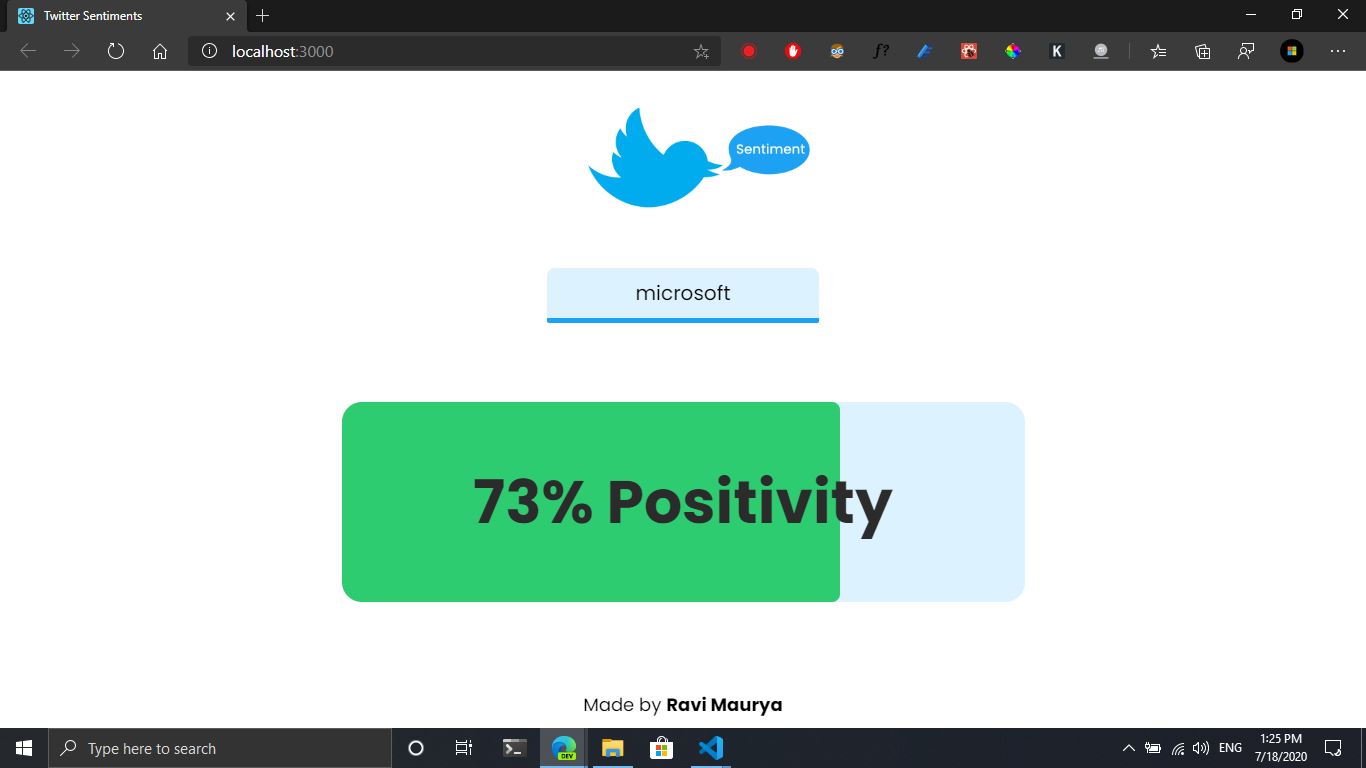 Twitter Sentiments
localhost:3000
f?
K
Sentiment
microsoft
73% Positivity
Made by Ravi Maurya
Type here to search
DEV
ENG
1:25 PM
7/18/2020